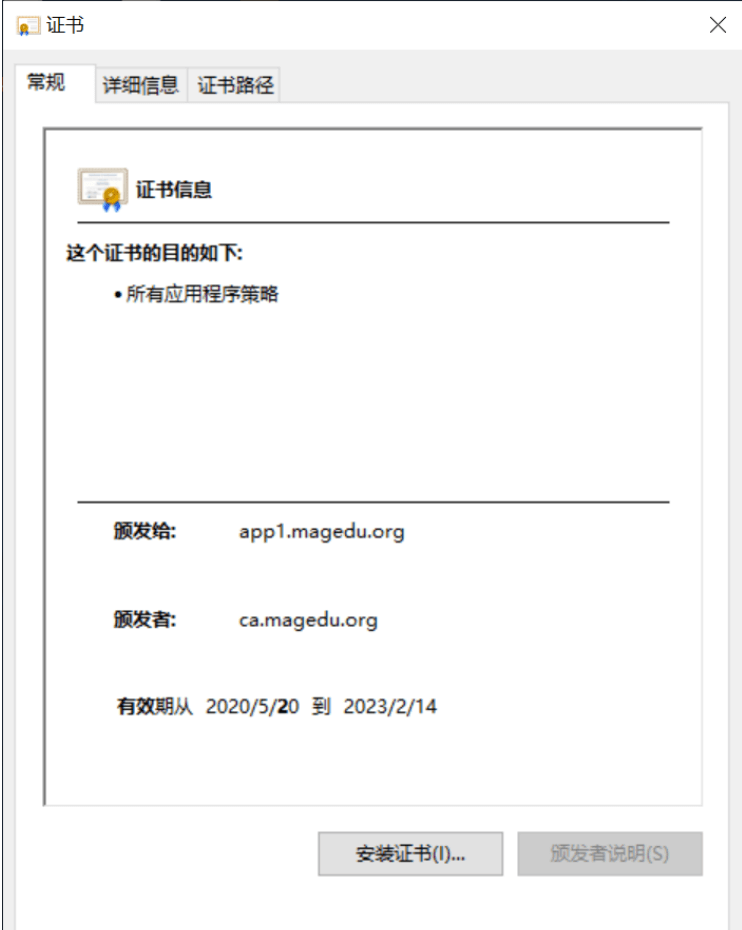 证书
常规 详细信息 证书路径
证书信息
这个证书的目的如下:
• 所有应用程序策略
颁发给: app1.magedu.org
颁发者: ca.magedu.org
有效期从 2020/5/20 到 2023/2/14
安装证书(I)... 颁发者说明(S)